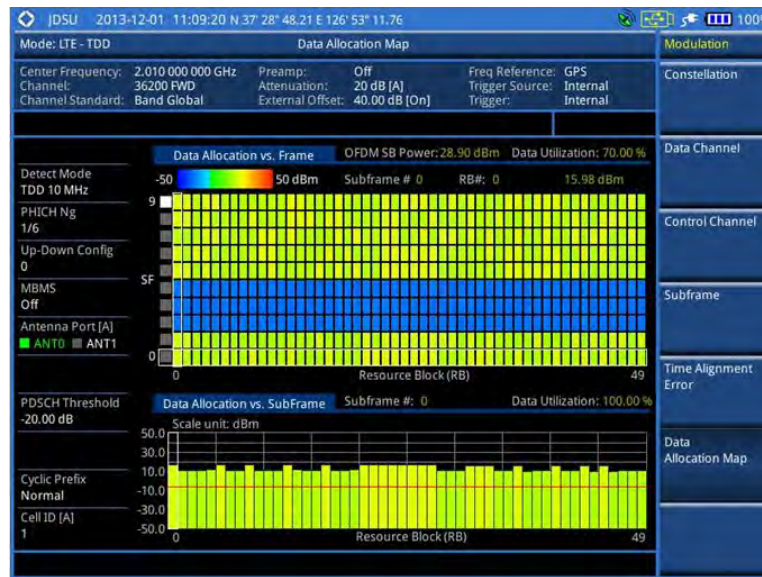 JDSU 2013-12-01 11:09:20 N 37° 28" 48.21 E 126° 53" 11.76 100%
Mode: LTE - TDD Data Allocation Map Modulation
Center Frequency: 2.010 000 000 GHz Preamp: Off Freq Reference: GPS
Channel: 36200 FWD Attenuation: 20 dB [A] Trigger Source: Internal
Channel Standard: Band Global External Offset: 40.00 dB [On] Trigger: Internal
Constellation
Data Allocation vs. Frame OFDM SB Power: 28.90 dBm Data Utilization: 70.00 %
Data Channel
Detect Mode
TDD 10 MHz
-50 50 dBm Subframe # 0 RB#: 0 15.98 dBm
9
PHICH Ng
1/6
Control Channel
Up-Down Config
0
SF
MBMS
Off
Subframe
Antenna Port [A]
ANT0 ANT1
0
0 Resource Block (RB) 49
Time Alignment
Error
PDSCH Threshold
-20.00 dB
Data Allocation vs. SubFrame Subframe #: 0 Data Utilization: 100.00 %
Scale unit: dBm
50.0
30.0
10.0
-10.0
-30.0
-50.0
Data
Allocation Map
Cyclic Prefix
Normal
Cell ID [A]
1
0 Resource Block (RB) 49